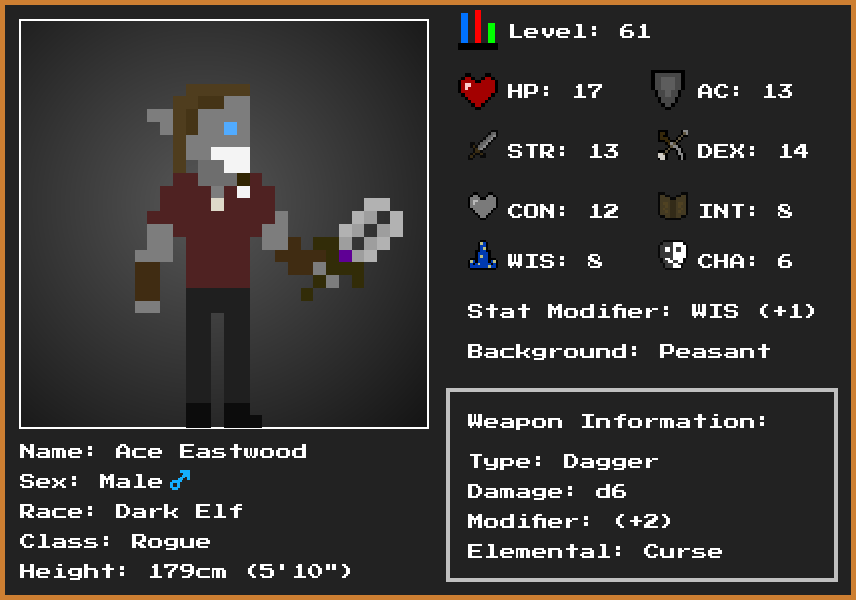 Level: 61
HP: 17 AC: 13
STR: 13 DEX: 14
CON: 12 INT: 8
WIS: 8 CHA: 6
Stat Modifier: WIS (+1)
Background: Peasant
Weapon Information:
Type: Dagger
Damage: d6
Modifier: (+2)
Elemental: Curse
Name: Ace Eastwood
Sex: Male ♂
Race: Dark Elf
Class: Rogue
Height: 179cm (5'10")